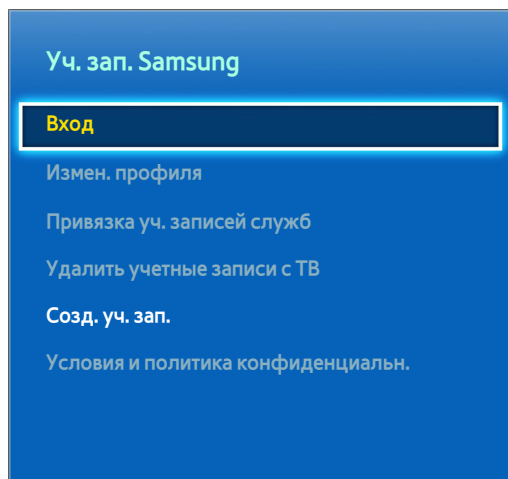 Уч. зап. Samsung
Вход
Измен. профиля
Привязка уч. записей служб
Удалить учетные записи с ТВ
Созд. уч. зап.
Условия и политика конфиденциальн.